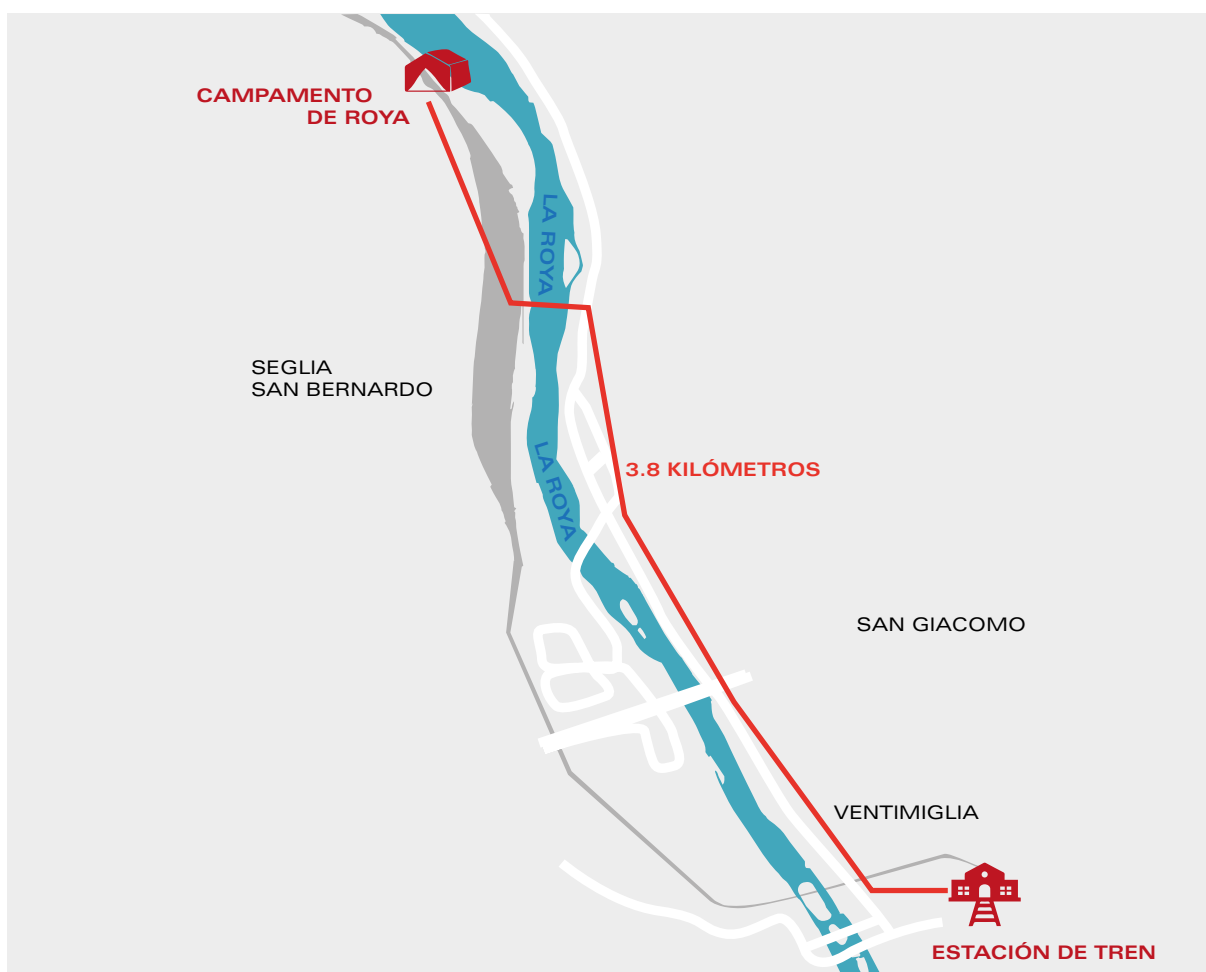 CAMPAMENTO
DE ROYA
LA ROYA
SEGLIA
SAN BERNARDO
LA ROYA
3.8 KILÓMETROS
SAN GIACOMO
VENTIMIGLIA
ESTACIÓN DE TREN